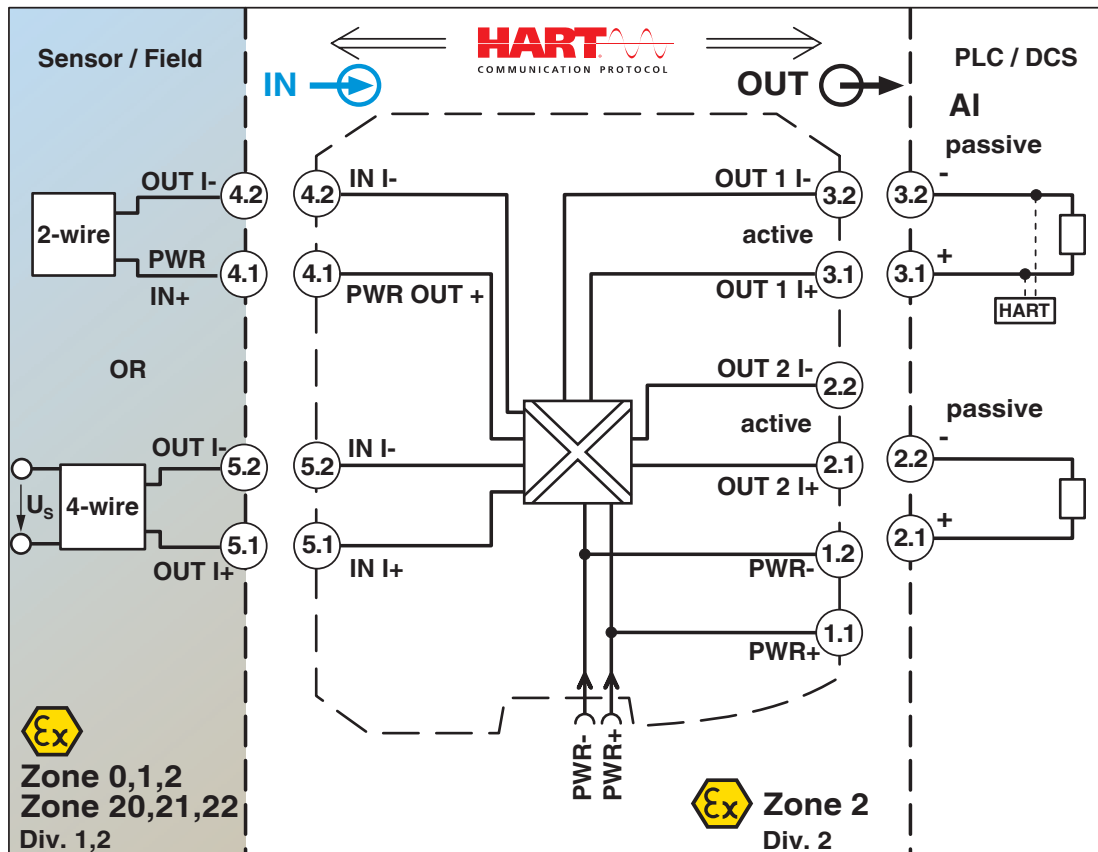 Sensor / Field
HART
COMMUNICATION PROTOCOL
PLC / DCS
IN
OUT
AI
passive
OUT I-
4.2
4.2
IN I-
OUT 1 I-
3.2
3.2
-
2-wire
active
PWR
IN+
4.1
4.1
PWR OUT +
OUT 1 I+
3.1
3.1
+
HART
OR
OUT 2 I-
2.2
active
passive
OUT I-
5.2
5.2
IN I-
2.1
OUT 2 I+
2.2
-
US
4-wire
OUT I+
5.1
5.1
IN I+
PWR-
1.2
2.1
+
PWR+
1.1
PWR-
PWR+
Ex
Zone 0,1,2
Zone 20,21,22
Div. 1,2
Ex
Zone 2
Div. 2